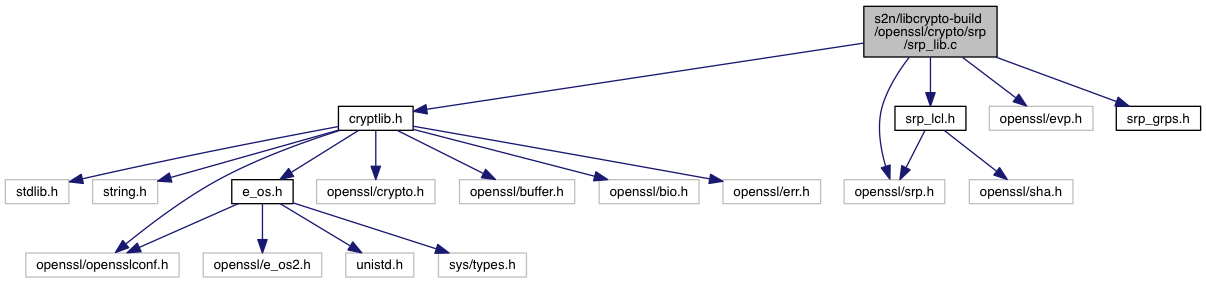 s2n/libcrypto-build
/openssl/crypto/srp
/srp_lib.c
cryptlib.h
srp_lcl.h
openssl/evp.h
srp_grps.h
stdlib.h
string.h
e_os.h
openssl/crypto.h
openssl/buffer.h
openssl/bio.h
openssl/err.h
openssl/srp.h
openssl/sha.h
openssl/opensslconf.h
openssl/e_os2.h
unistd.h
sys/types.h